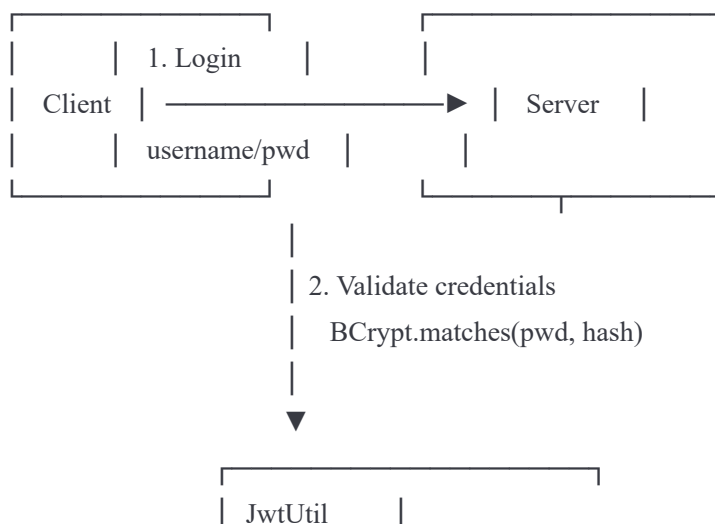 1. Login
Client
Server
username/pwd
2. Validate credentials
BCrypt.matches(pwd, hash)
JwtUtil